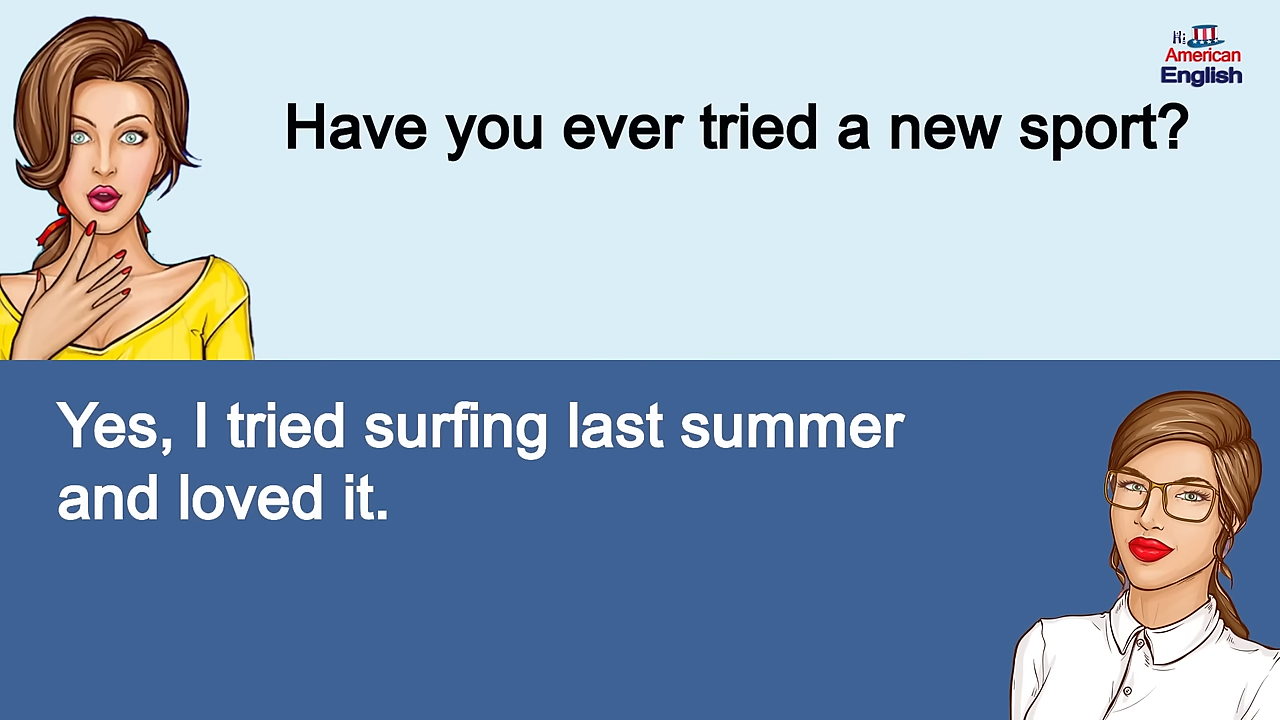 Hi
American
English
Have you ever tried a new sport?
Yes, I tried surfing last summer
and loved it.